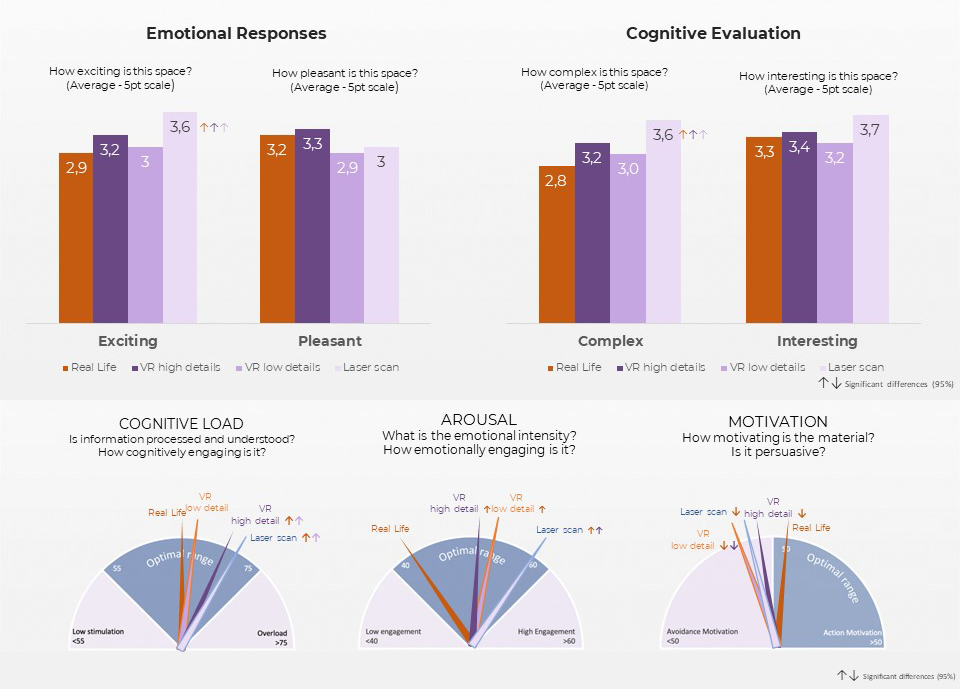 Emotional Responses
How exciting is this space?
(Average - 5pt scale)
How pleasant is this space?
(Average - 5pt scale)
2,9
3,2
3
3,6 ↑↑↑
3,2
3,3
2,9
3
Exciting
Pleasant
Real Life
VR high details
VR low details
Laser scan
Cognitive Evaluation
How complex is this space?
(Average - 5pt scale)
How interesting is this space?
(Average - 5pt scale)
2,8
3,2
3,0
3,6 ↑↑↑
3,3
3,4
3,2
3,7
Complex
Interesting
Real Life
VR high details
VR low details
Laser scan
↑↓ Significant differences (95%)
COGNITIVE LOAD
Is information processed and understood?
How cognitively engaging is it?
Real Life
VR
low detail
VR
high detail ↑↑
Laser scan ↑↑
Optimal range
55
75
Low stimulation
<55
Overload
>75
AROUSAL
What is the emotional intensity?
How emotionally engaging is it?
Real Life
VR
high detail ↑
VR
low detail ↑
Laser scan ↑↑
Optimal range
40
60
Low engagement
<40
High Engagement
>60
MOTIVATION
How motivating is the material?
Is it persuasive?
Laser scan ↓
VR
high detail ↓
Real Life
VR
low detail ↓↓
50
Optimal range
Avoidance Motivation
<50
Action Motivation
>50
↑↓ Significant differences (95%)